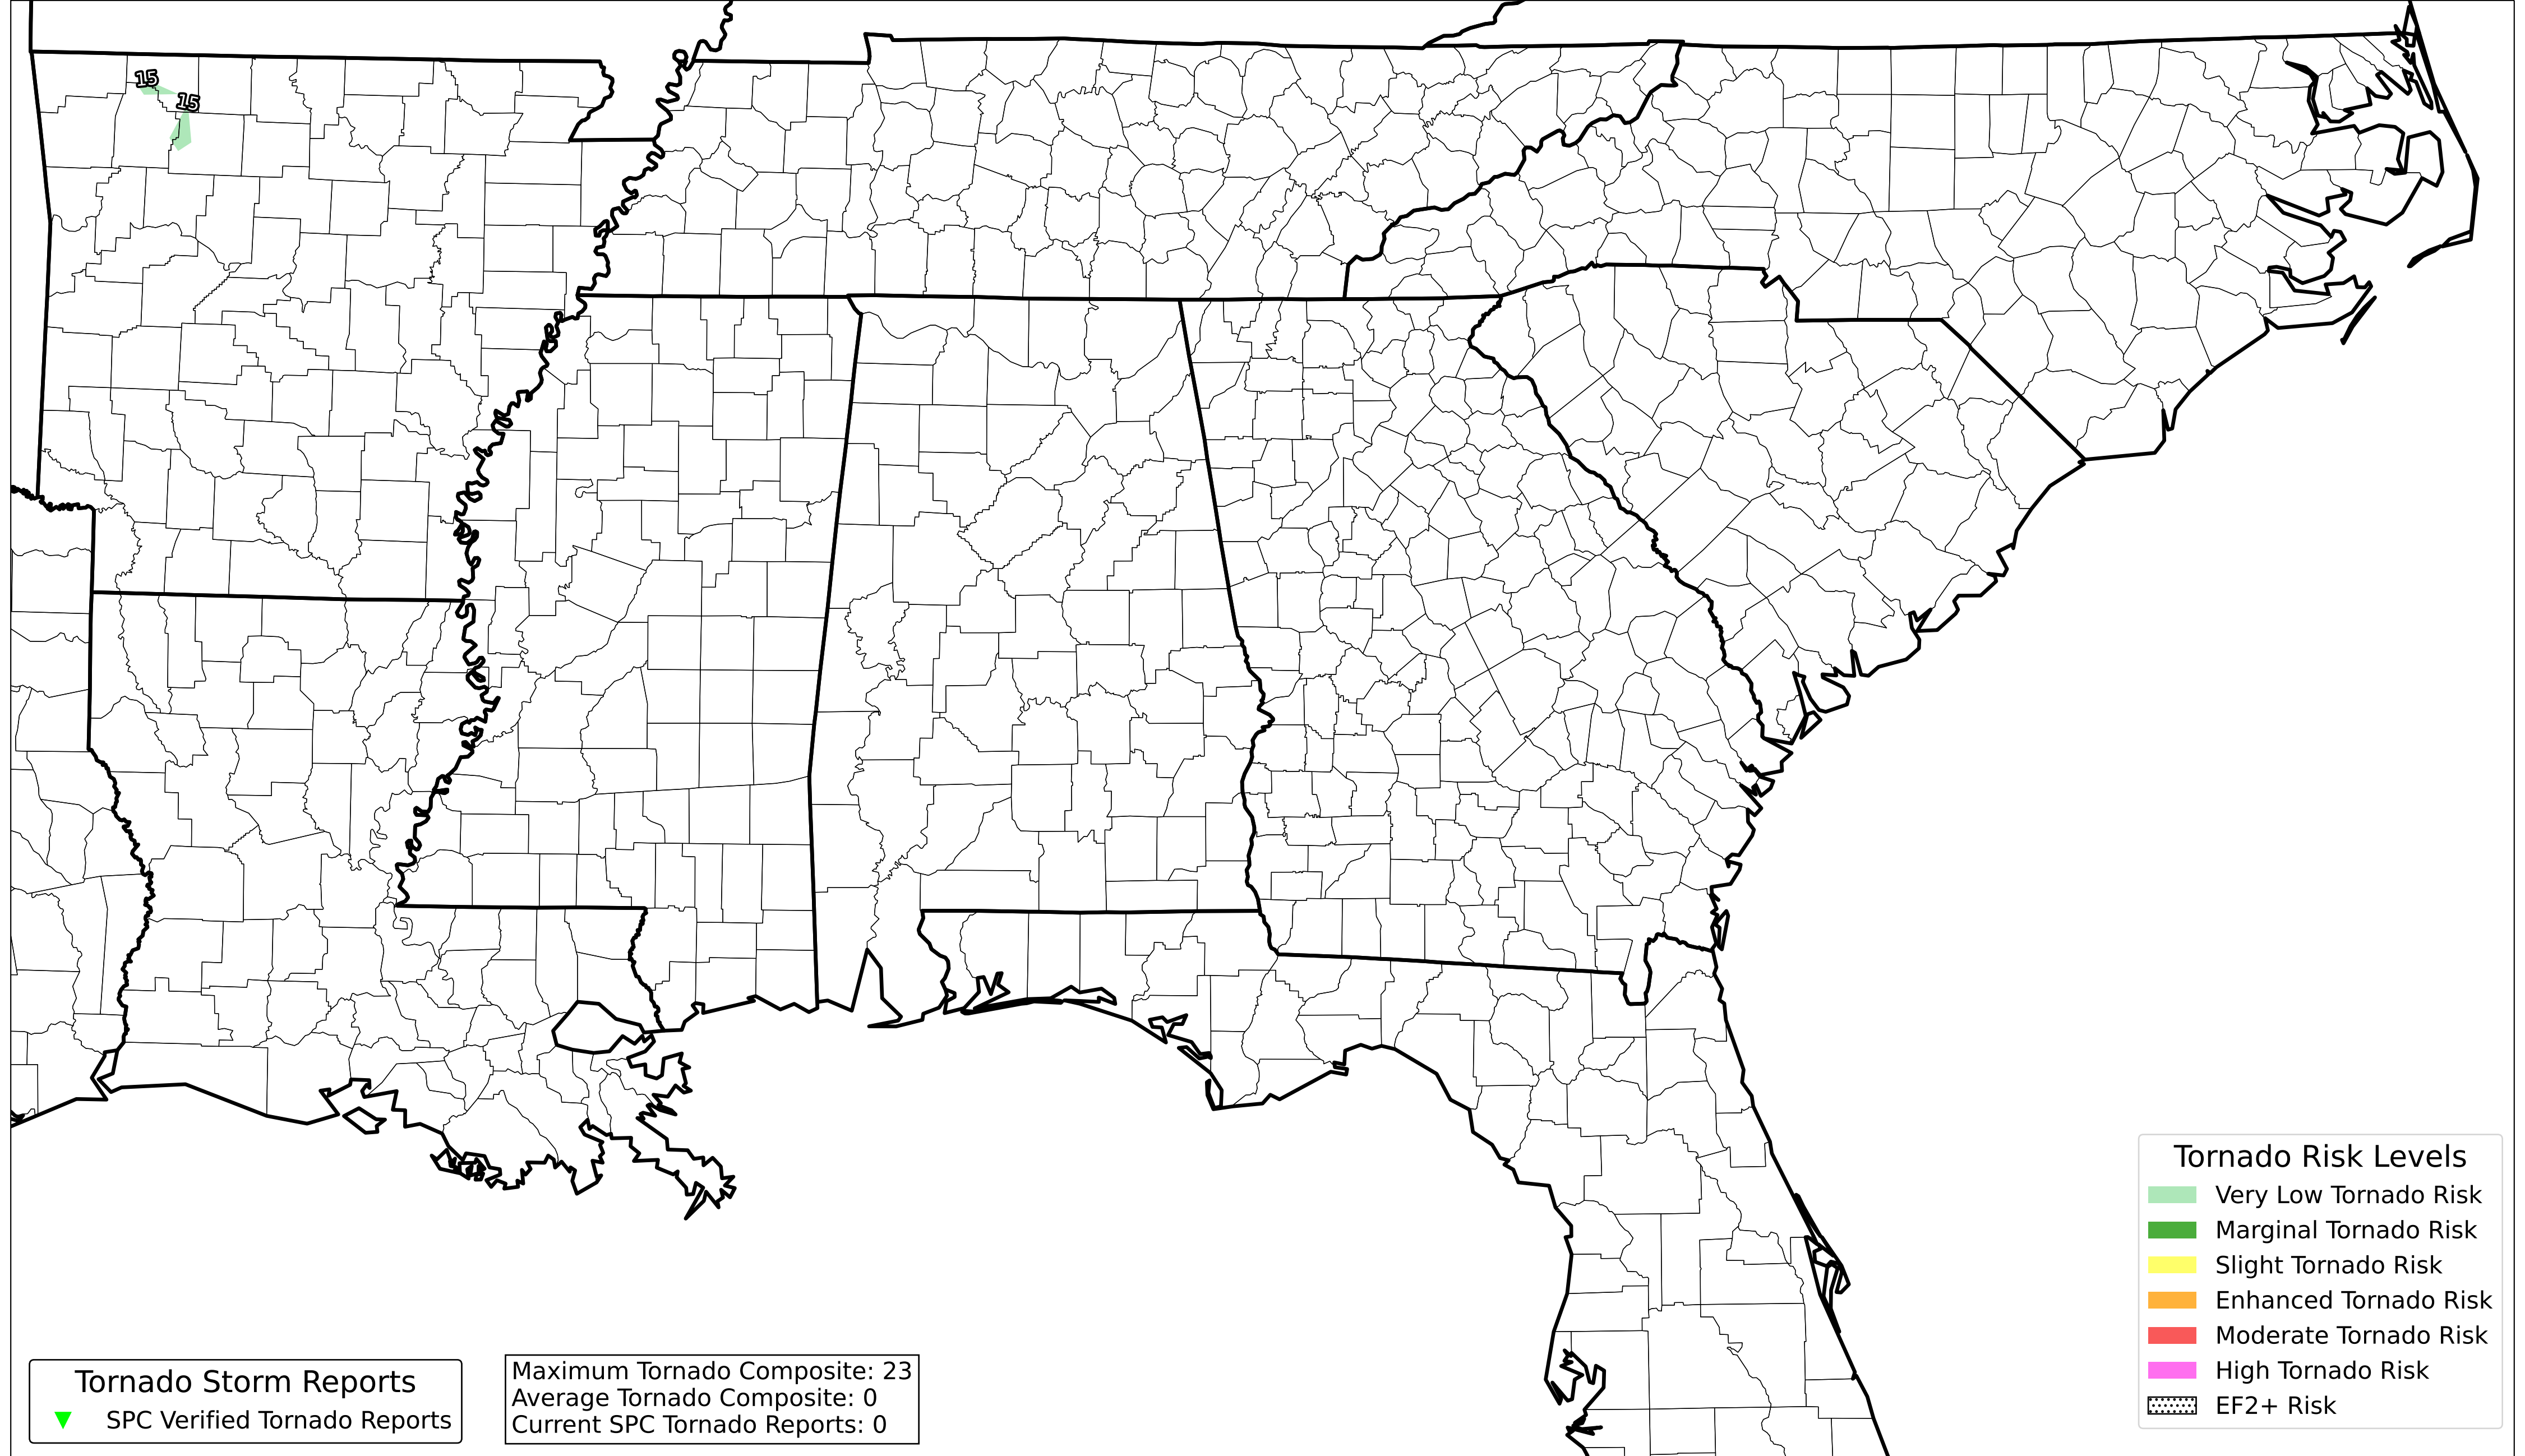 15
15
Tornado Risk Levels
Very Low Tornado Risk
Marginal Tornado Risk
Slight Tornado Risk
Enhanced Tornado Risk
Moderate Tornado Risk
High Tornado Risk
EF2+ Risk
Tornado Storm Reports
SPC Verified Tornado Reports
Maximum Tornado Composite: 23
Average Tornado Composite: 0
Current SPC Tornado Reports: 0